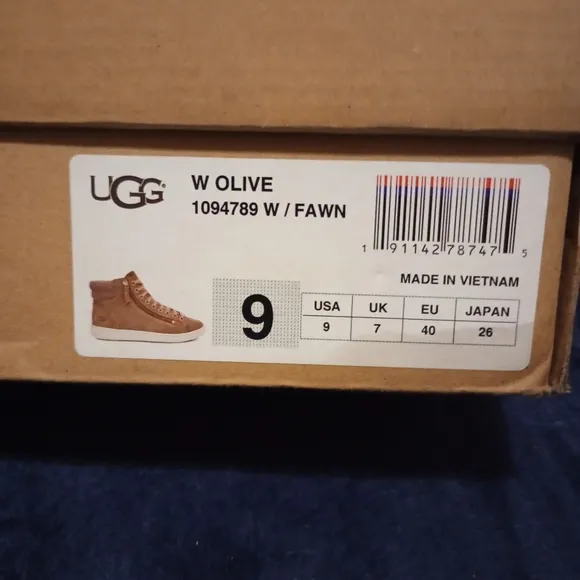 UGG®
W OLIVE
1094789 W / FAWN
1 91142 78747 5
MADE IN VIETNAM
9
USA UK EU JAPAN
9 7 40 26